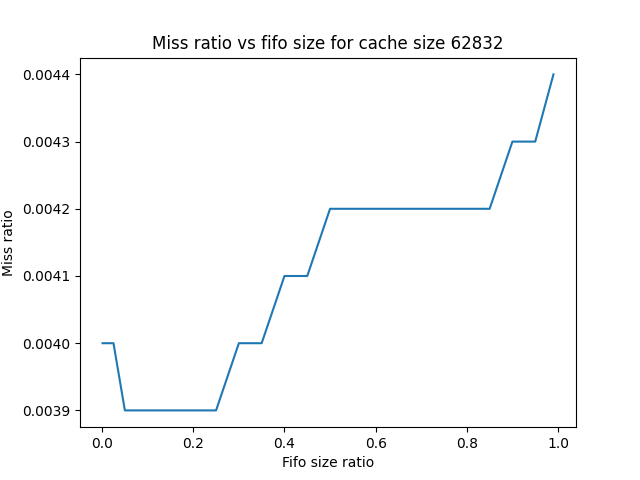 Miss ratio vs fifo size for cache size 62832
0.0044
0.0043
0.0042
0.0041
0.0040
0.0039
Miss ratio
0.0 0.2 0.4 0.6 0.8 1.0
Fifo size ratio